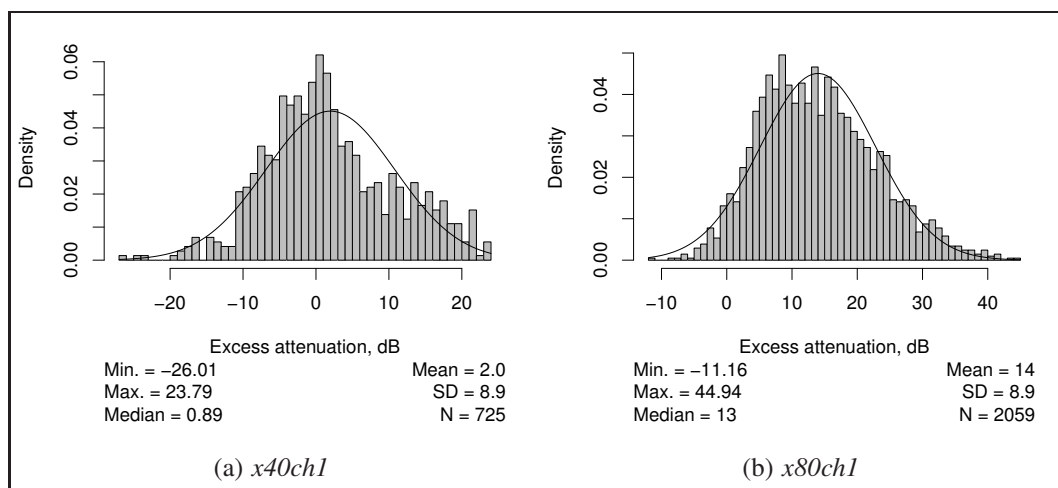 Density
0.00 0.02 0.04 0.06
−20 −10 0 10 20
Excess attenuation, dB
Min. = −26.01 Mean = 2.0
Max. = 23.79 SD = 8.9
Median = 0.89 N = 725
(a) x40ch1
Density
0.00 0.02 0.04
−10 0 10 20 30 40
Excess attenuation, dB
Min. = −11.16 Mean = 14
Max. = 44.94 SD = 8.9
Median = 13 N = 2059
(b) x80ch1